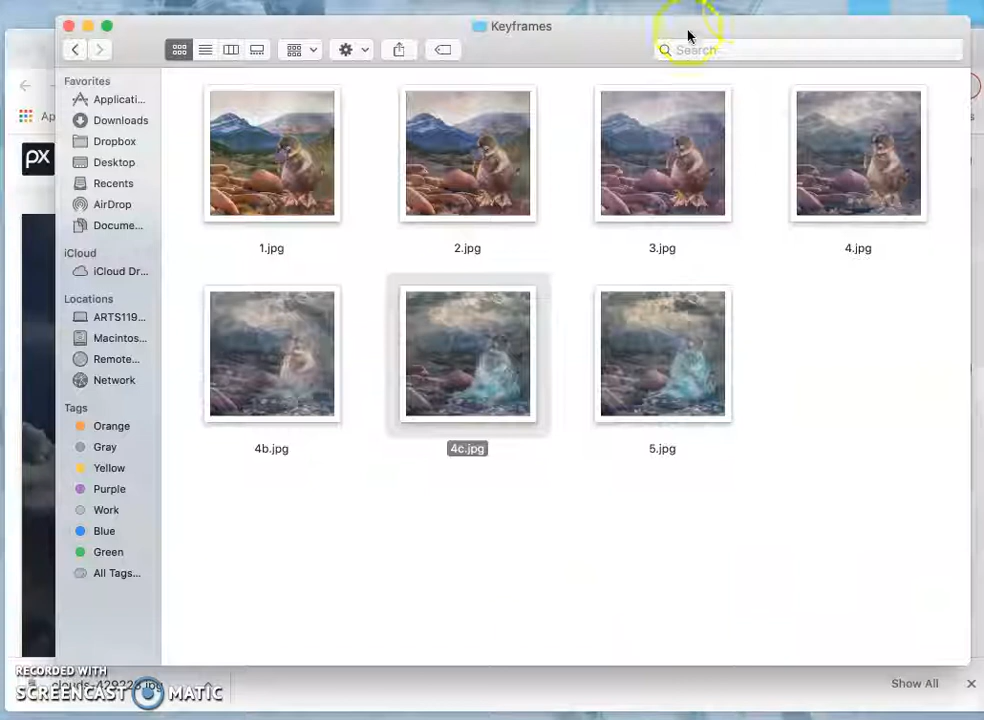 Keyframes
Search
Ap
px
Favorites
Applicati...
Downloads
Dropbox
Desktop
Recents
AirDrop
Docume...
iCloud
iCloud Dr...
Locations
ARTS119...
Macintos...
Remote...
Network
Tags
Orange
Gray
Yellow
Purple
Work
Blue
Green
All Tags...
1.jpg
2.jpg
3.jpg
4.jpg
4b.jpg
4c.jpg
5.jpg
RECORDED WITH
SCREENCAST MATIC
Show All